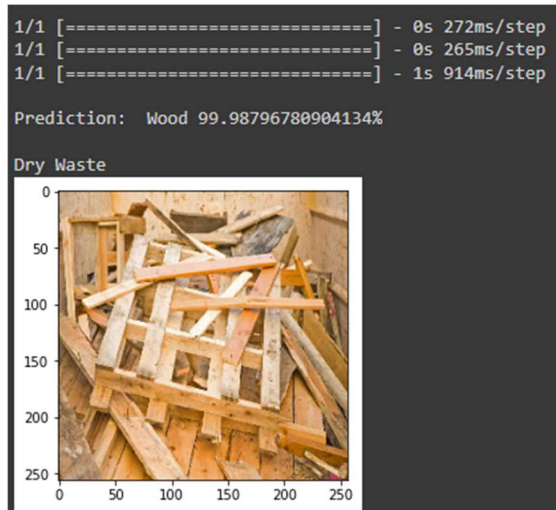 1/1 [==============================] - 0s 272ms/step
1/1 [==============================] - 0s 265ms/step
1/1 [==============================] - 1s 914ms/step
Prediction:  Wood 99.98796780904134%
Dry Waste
0
50
100
150
200
250
0 50 100 150 200 250